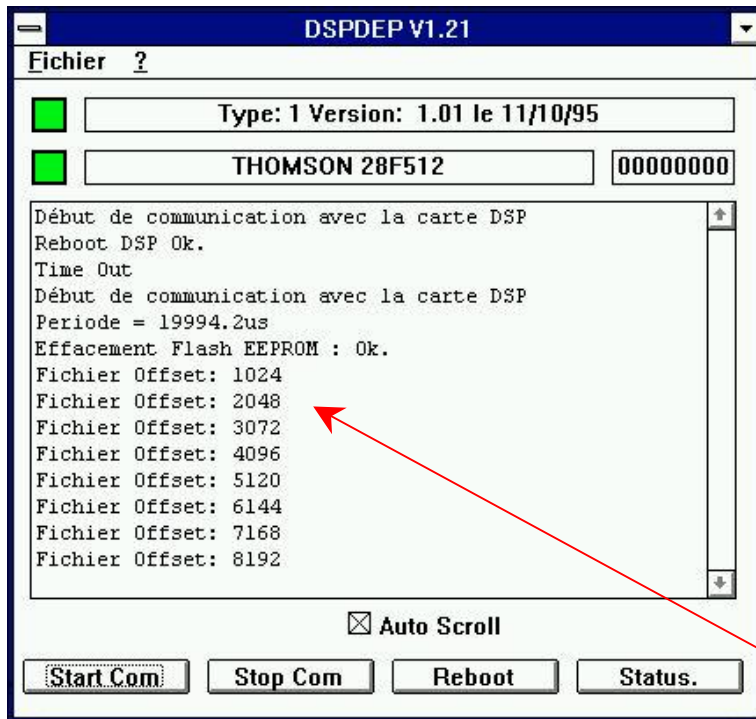 DSPDEP V1.21
Fichier ?
Type: 1 Version: 1.01 le 11/10/95
THOMSON 28F512 00000000
Début de communication avec la carte DSP
Reboot DSP Ok.
Time Out
Début de communication avec la carte DSP
Periode = 19994.2us
Effacement Flash EEPROM : Ok.
Fichier Offset: 1024
Fichier Offset: 2048
Fichier Offset: 3072
Fichier Offset: 4096
Fichier Offset: 5120
Fichier Offset: 6144
Fichier Offset: 7168
Fichier Offset: 8192
Auto Scroll
Start Com Stop Com Reboot Status.